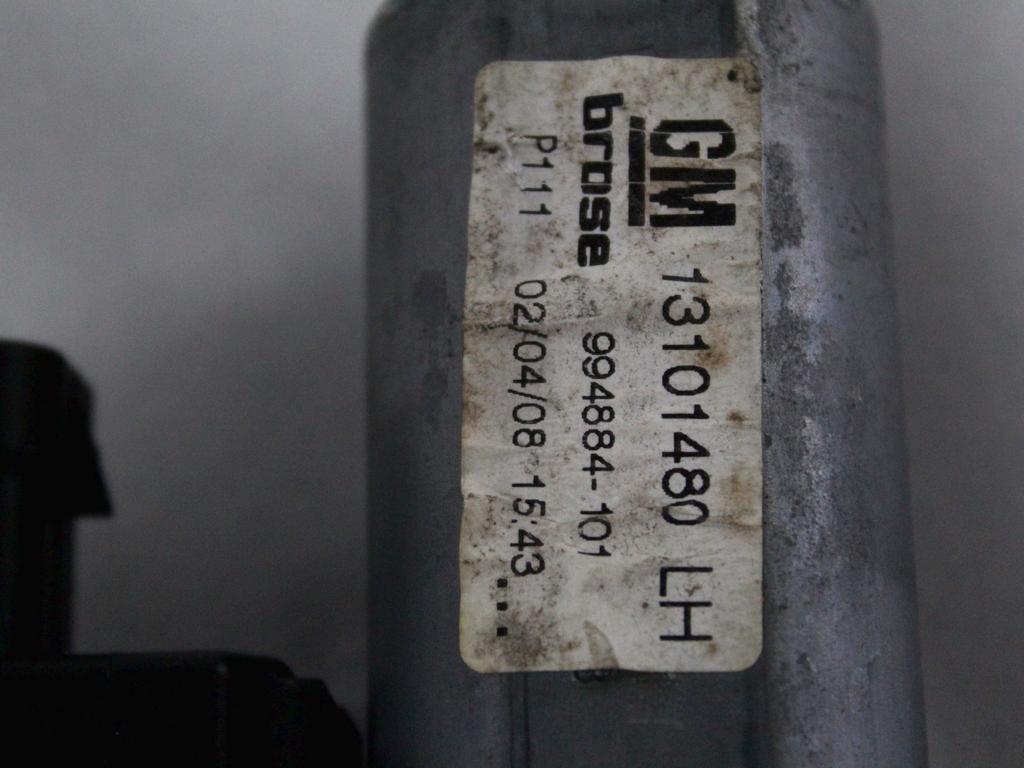 GM 13101480 LH
brose 994884-101
P111 02/04/08 15:43